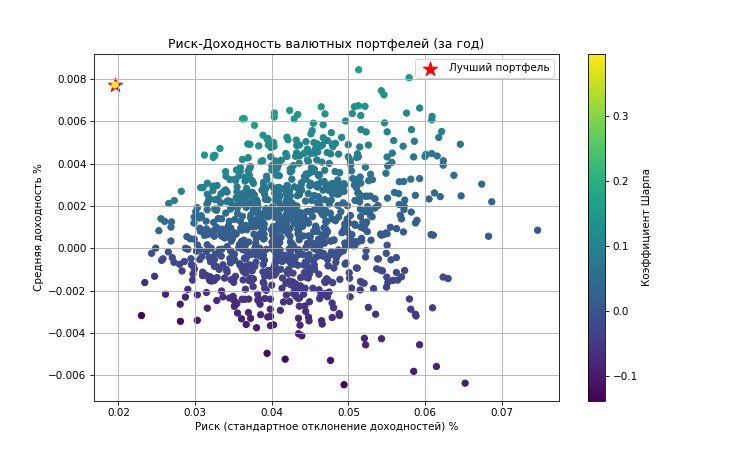 Риск-Доходность валютных портфелей (за год)
Лучший портфель
0.008
0.006
0.004
0.002
0.000
−0.002
−0.004
−0.006
Средняя доходность %
0.02 0.03 0.04 0.05 0.06 0.07
Риск (стандартное отклонение доходностей) %
0.3
0.2
0.1
0.0
−0.1
Коэффициент Шарпа